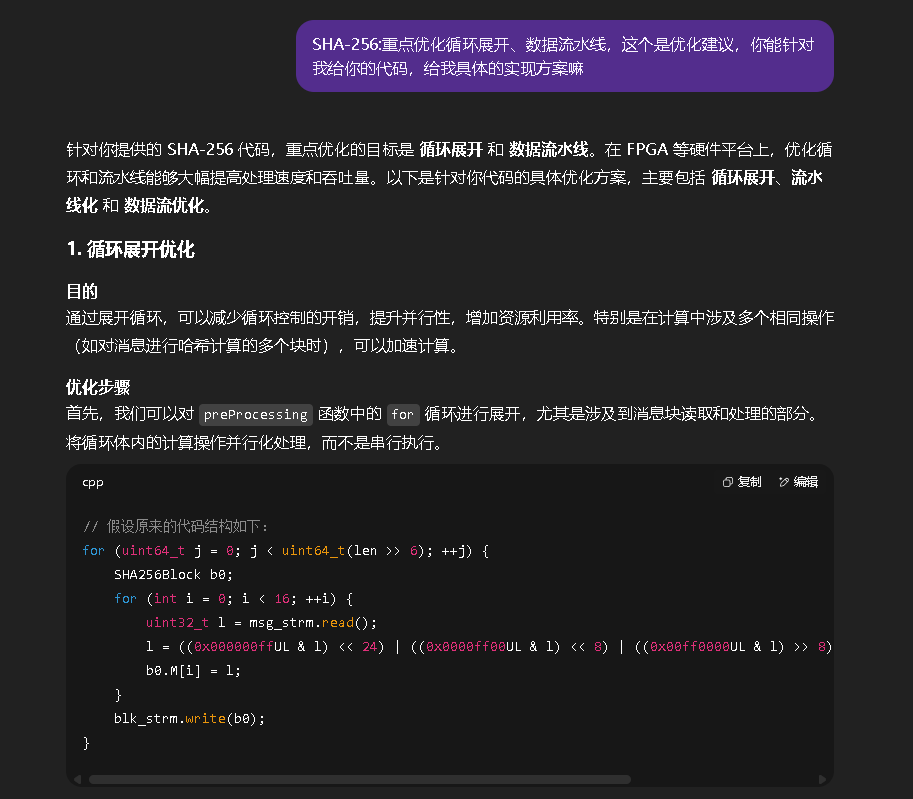 SHA-256:重点优化循环展开、数据流水线，这个是优化建议，你能针对
我给你的代码，给我具体的实现方案嘛
针对你提供的 SHA-256 代码，重点优化的目标是 循环展开 和 数据流水线。在 FPGA 等硬件平台上，优化循
环和流水线能够大幅提高处理速度和吞吐量。以下是针对你代码的具体优化方案，主要包括 循环展开、流水
线化 和 数据流优化。
1. 循环展开优化
目的
通过展开循环，可以减少循环控制的开销，提升并行性，增加资源利用率。特别是在计算中涉及多个相同操作
（如对消息进行哈希计算的多个块时），可以加速计算。
优化步骤
首先，我们可以对 preProcessing 函数中的 for 循环进行展开，尤其是涉及到消息块读取和处理的部分。
将循环体内的计算操作并行化处理，而不是串行执行。
cpp
复制 编辑
// 假设原来的代码结构如下：
for (uint64_t j = 0; j < uint64_t(len >> 6); ++j) {
    SHA256Block b0;
    for (int i = 0; i < 16; ++i) {
        uint32_t l = msg_strm.read();
        l = ((0x000000ffUL & l) << 24) | ((0x0000ff00UL & l) << 8) | ((0x00ff0000UL & l) >> 8)
        b0.M[i] = l;
    }
    blk_strm.write(b0);
}